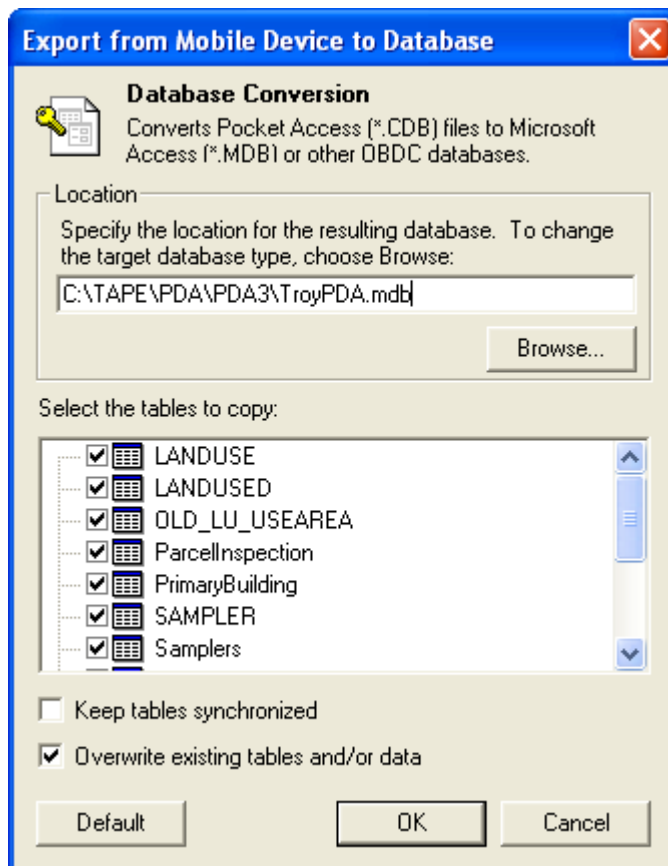 Export from Mobile Device to Database
Database Conversion
Converts Pocket Access (*.CDB) files to Microsoft
Access (*.MDB) or other OBDC databases.
Location
Specify the location for the resulting database.  To change
the target database type, choose Browse:
C:\TAPE\PDA\PDA3\TroyPDA.mdb
Browse...
Select the tables to copy:
LANDUSE
LANDUSED
OLD_LU_USEAREA
ParcelInspection
PrimaryBuilding
SAMPLER
Samplers
Keep tables synchronized
Overwrite existing tables and/or data
Default
OK
Cancel